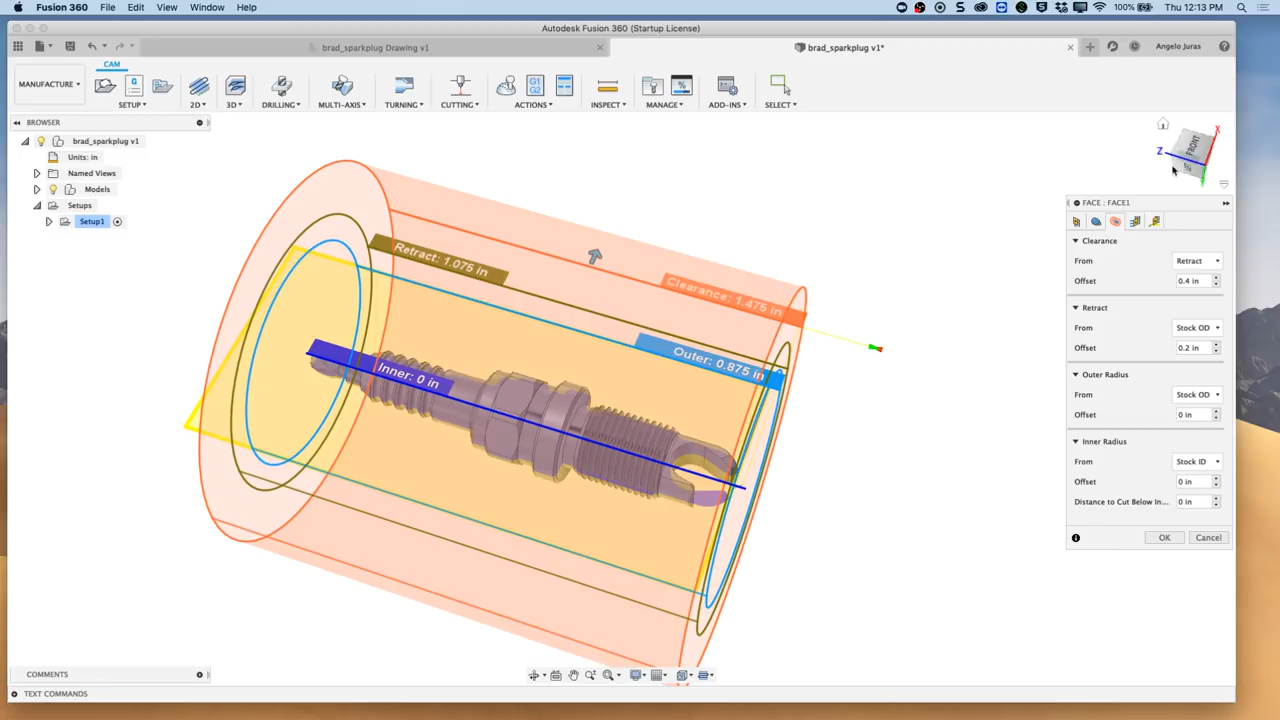 Fusion 360 File Edit View Window Help 100% Thu 12:13 PM
Autodesk Fusion 360 (Startup License)
brad_sparkplug Drawing v1 brad_sparkplug v1* Angelo Juras
CAM
MANUFACTURE
SETUP 2D 3D DRILLING MULTI-AXIS TURNING CUTTING ACTIONS INSPECT MANAGE ADD-INS SELECT
G1
G2
BROWSER
brad_sparkplug v1
Units: in
Named Views
Models
Setups
Setup1
Retract: 1.075 in
Clearance: 1.475 in
Outer: 0.875 in
Inner: 0 in
FRONT
X
Z
FACE : FACE1
Clearance
From Retract
Offset 0.4 in
Retract
From Stock OD
Offset 0.2 in
Outer Radius
From Stock OD
Offset 0 in
Inner Radius
From Stock ID
Offset 0 in
Distance to Cut Below In... 0 in
OK Cancel
COMMENTS
TEXT COMMANDS